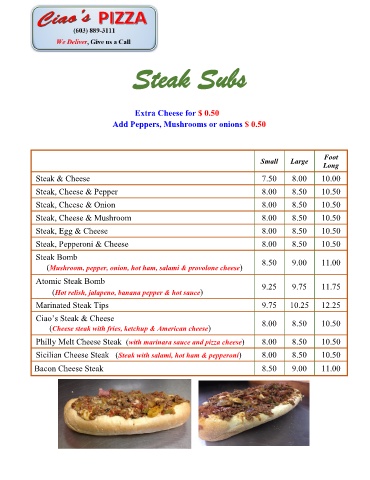 Ciao's PIZZA
(603) 889-3111
We Deliver, Give us a Call
Steak Subs
Extra Cheese for $ 0.50
Add Peppers, Mushrooms or onions $ 0.50
Small Large Foot Long
Steak & Cheese 7.50 8.00 10.00
Steak, Cheese & Pepper 8.00 8.50 10.50
Steak, Cheese & Onion 8.00 8.50 10.50
Steak, Cheese & Mushroom 8.00 8.50 10.50
Steak, Egg & Cheese 8.00 8.50 10.50
Steak, Pepperoni & Cheese 8.00 8.50 10.50
Steak Bomb 8.50 9.00 11.00
(Mushroom, pepper, onion, hot ham, salami & provolone cheese)
Atomic Steak Bomb 9.25 9.75 11.75
(Hot relish, jalapeno, banana pepper & hot sauce)
Marinated Steak Tips 9.75 10.25 12.25
Ciao's Steak & Cheese 8.00 8.50 10.50
(Cheese steak with fries, ketchup & American cheese)
Philly Melt Cheese Steak (with marinara sauce and pizza cheese) 8.00 8.50 10.50
Sicilian Cheese Steak (Steak with salami, hot ham & pepperoni) 8.00 8.50 10.50
Bacon Cheese Steak 8.50 9.00 11.00